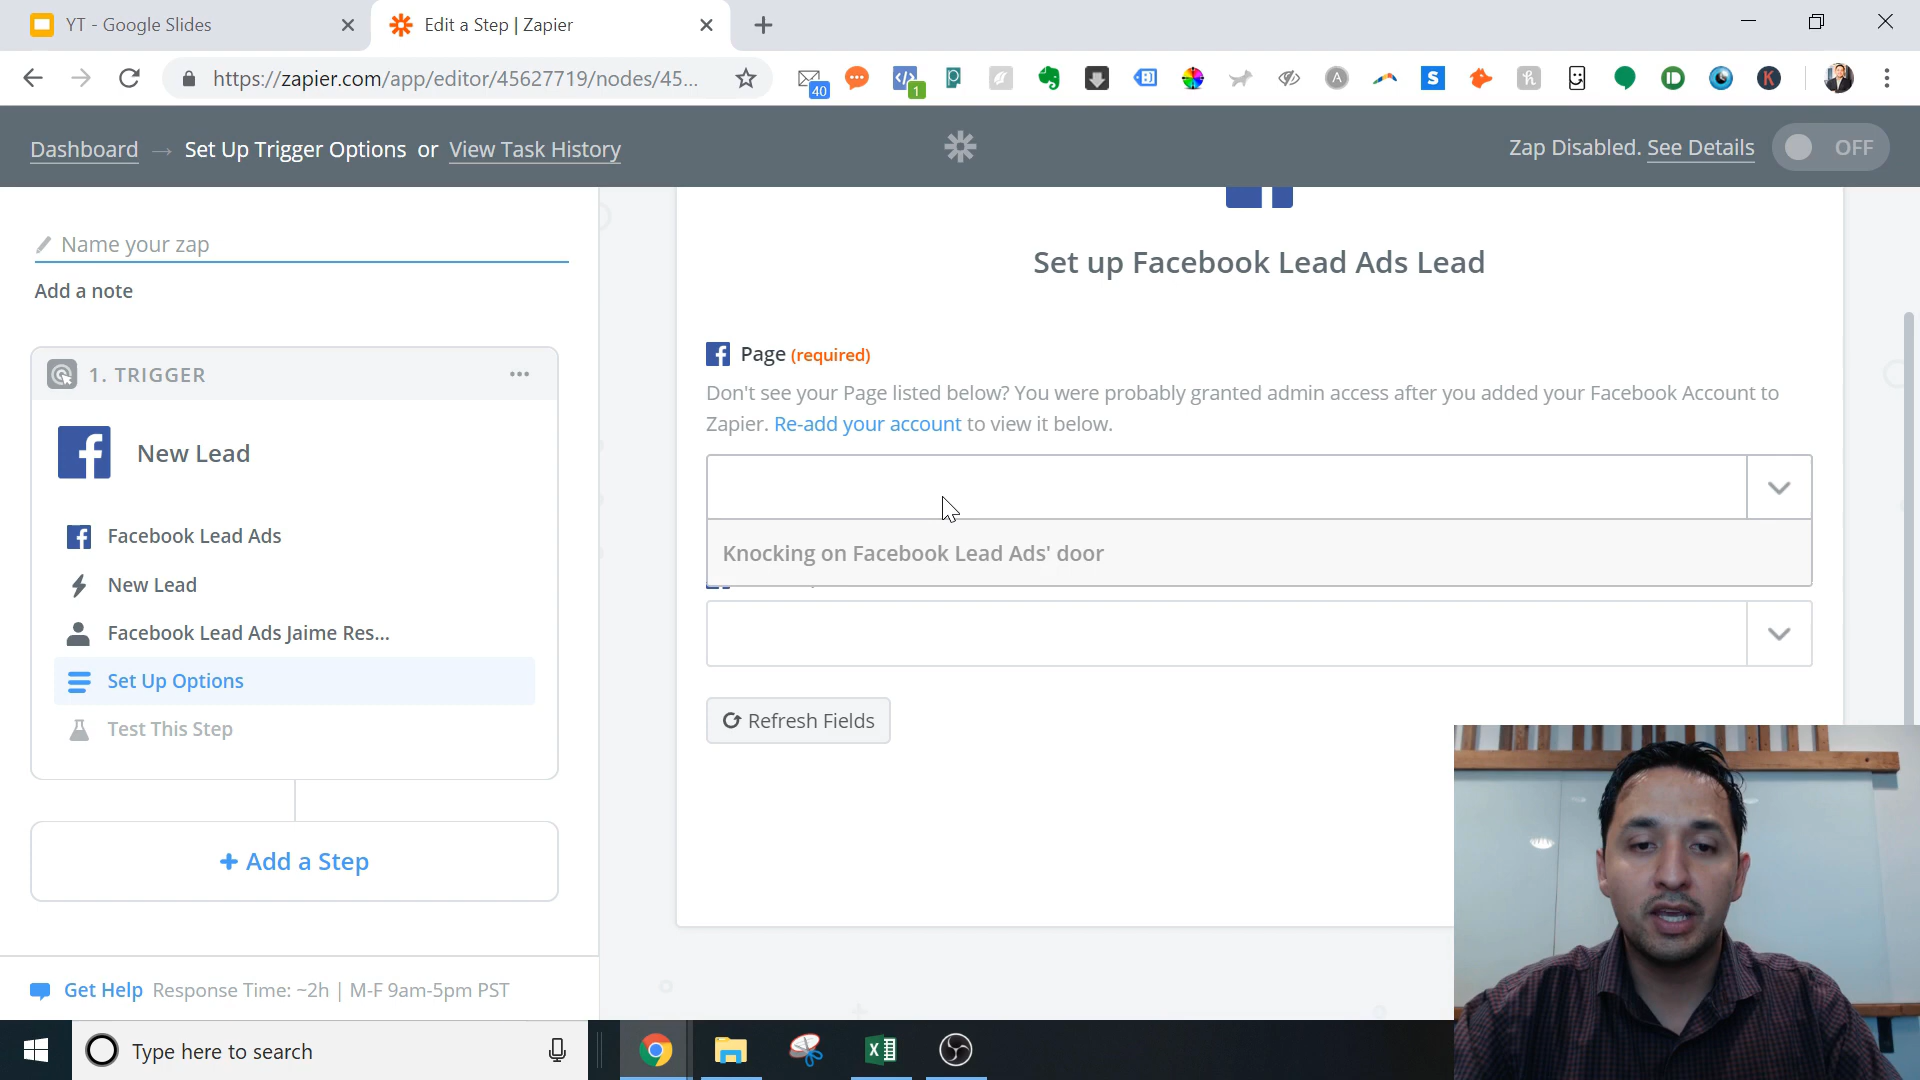 YT - Google Slides
Edit a Step | Zapier
https://zapier.com/app/editor/45627719/nodes/45...
40
1
Dashboard → Set Up Trigger Options or View Task History
Zap Disabled. See Details
OFF
Name your zap
Add a note
1. TRIGGER
New Lead
Facebook Lead Ads
New Lead
Facebook Lead Ads Jaime Res...
Set Up Options
Test This Step
+ Add a Step
Get Help Response Time: ~2h | M-F 9am-5pm PST
Set up Facebook Lead Ads Lead
Page (required)
Don't see your Page listed below? You were probably granted admin access after you added your Facebook Account to
Zapier. Re-add your account to view it below.
Knocking on Facebook Lead Ads' door
Refresh Fields
Type here to search